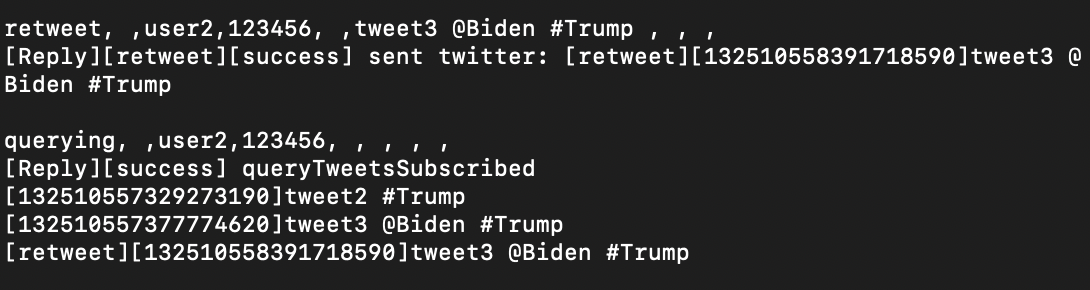 retweet, ,user2,123456, ,tweet3 @Biden #Trump , , ,
[Reply][retweet][success] sent twitter: [retweet][132510558391718590]tweet3 @
Biden #Trump
querying, ,user2,123456, , , , ,
[Reply][success] queryTweetsSubscribed
[132510557329273190]tweet2 #Trump
[132510557377774620]tweet3 @Biden #Trump
[retweet][132510558391718590]tweet3 @Biden #Trump